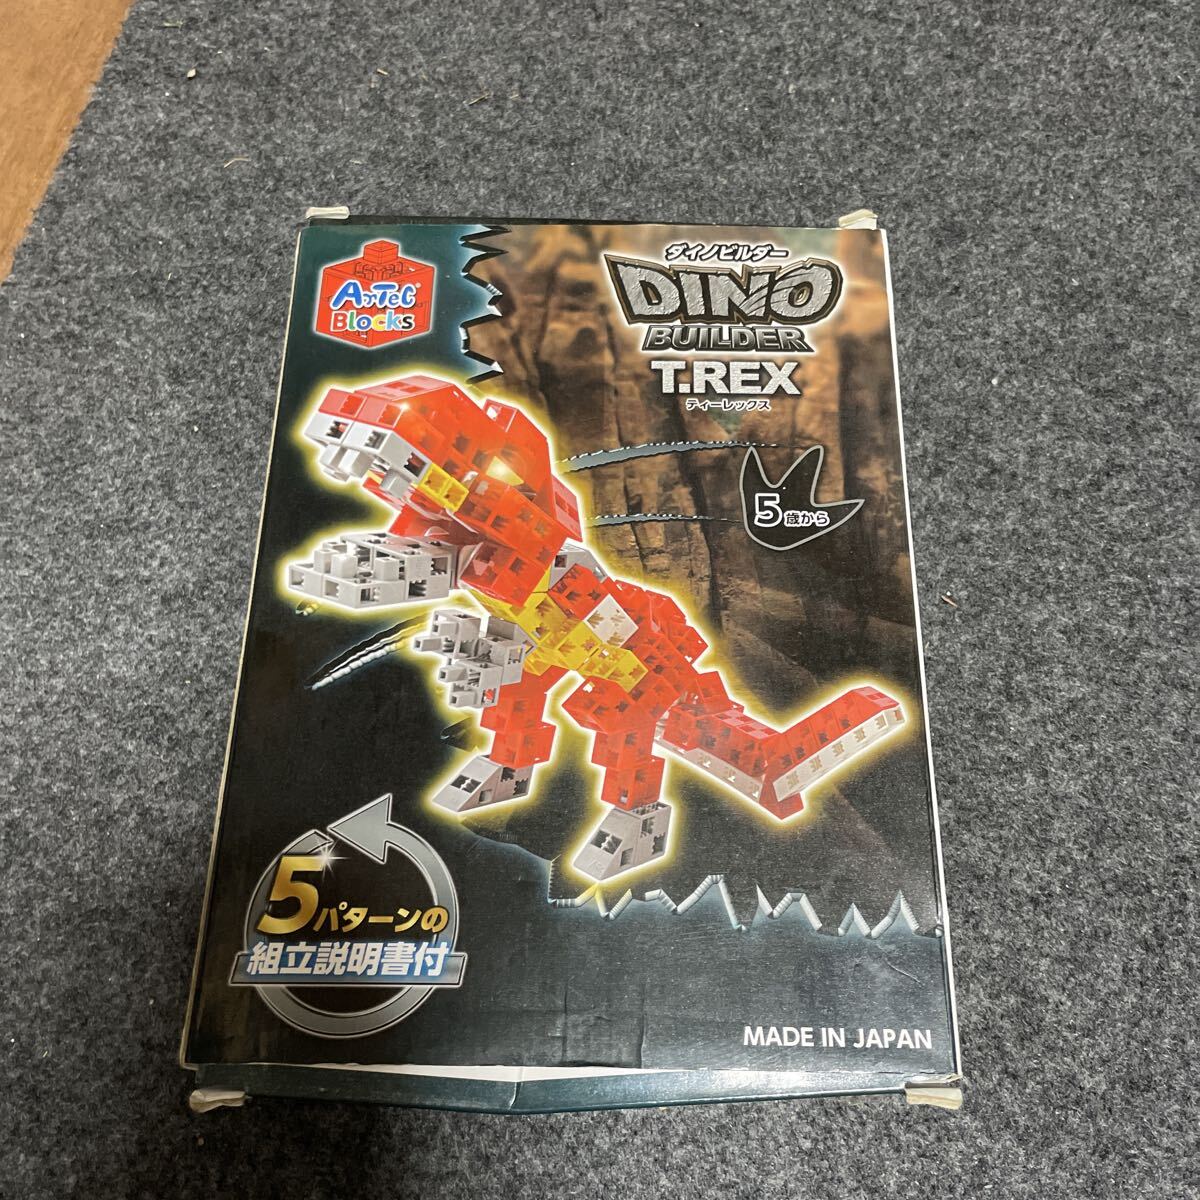 ArTeC
Blocks
ダイノビルダー
DINO
BUILDER
T.REX
ティーレックス
5歳から
5パターンの
組立説明書付
MADE IN JAPAN